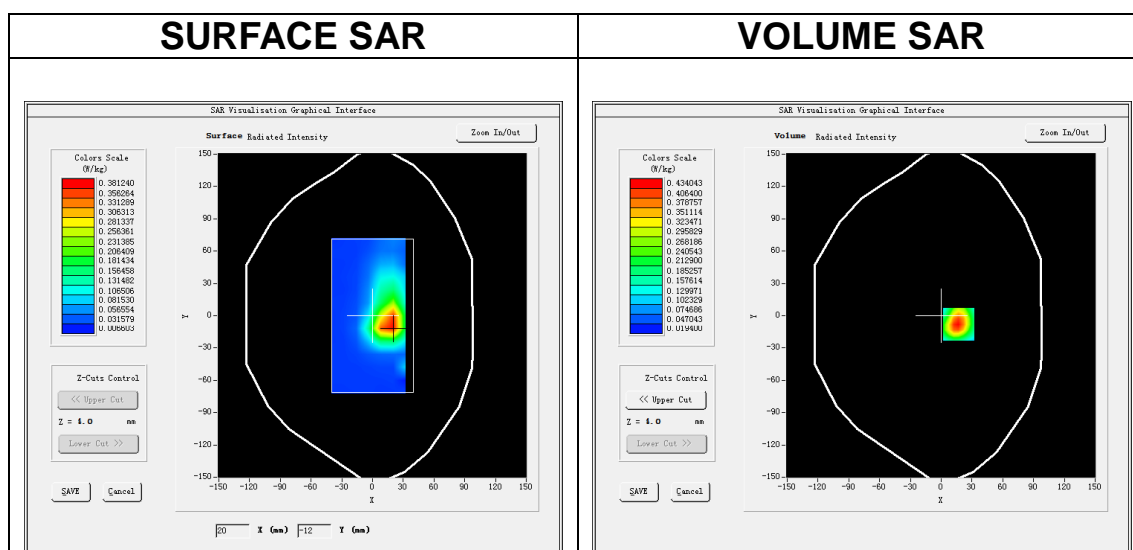 SURFACE SAR
VOLUME SAR
SAR Visualisation Graphical Interface
Surface Radiated Intensity
Zoom In/Out
Colors Scale
(W/kg)
0.381240
0.356264
0.331289
0.306313
0.281337
0.256361
0.231385
0.206409
0.181434
0.156458
0.131482
0.106506
0.081530
0.056554
0.031579
0.006603
150
120
90
60
30
0
-30
-60
-90
-120
-150
Y
-150 -120 -90 -60 -30 0 30 60 90 120 150
X
Z-Cuts Control
<< Upper Cut
Z = 4.0 mm
Lower Cut >>
SAVE
Cancel
20 X (mm) -12 Y (mm)
SAR Visualisation Graphical Interface
Volume Radiated Intensity
Zoom In/Out
Colors Scale
(W/kg)
0.434043
0.406400
0.378757
0.351114
0.323471
0.295829
0.268186
0.240543
0.212900
0.185257
0.157614
0.129971
0.102329
0.074686
0.047043
0.019400
150
120
90
60
30
0
-30
-60
-90
-120
-150
Y
-150 -120 -90 -60 -30 0 30 60 90 120 150
X
Z-Cuts Control
<< Upper Cut
Z = 4.0 mm
Lower Cut >>
SAVE
Cancel